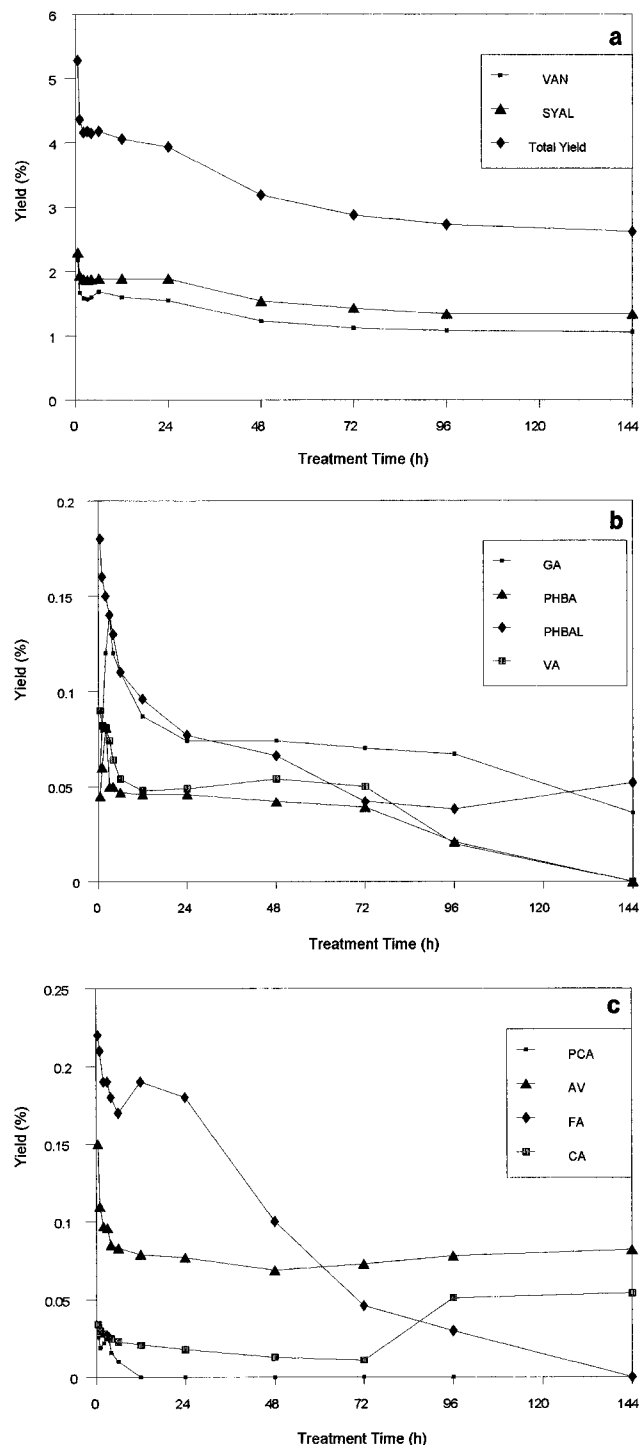 a
6
5
4
3
2
1
0
Yield (%)
VAN
SYAL
Total Yield
0 24 48 72 96 120 144
Treatment Time (h)
b
0.2
0.15
0.1
0.05
0
Yield (%)
GA
PHBA
PHBAL
VA
0 24 48 72 96 120 144
Treatment Time (h)
c
0.25
0.2
0.15
0.1
0.05
0
Yield (%)
PCA
AV
FA
CA
0 24 48 72 96 120 144
Treatment Time (h)